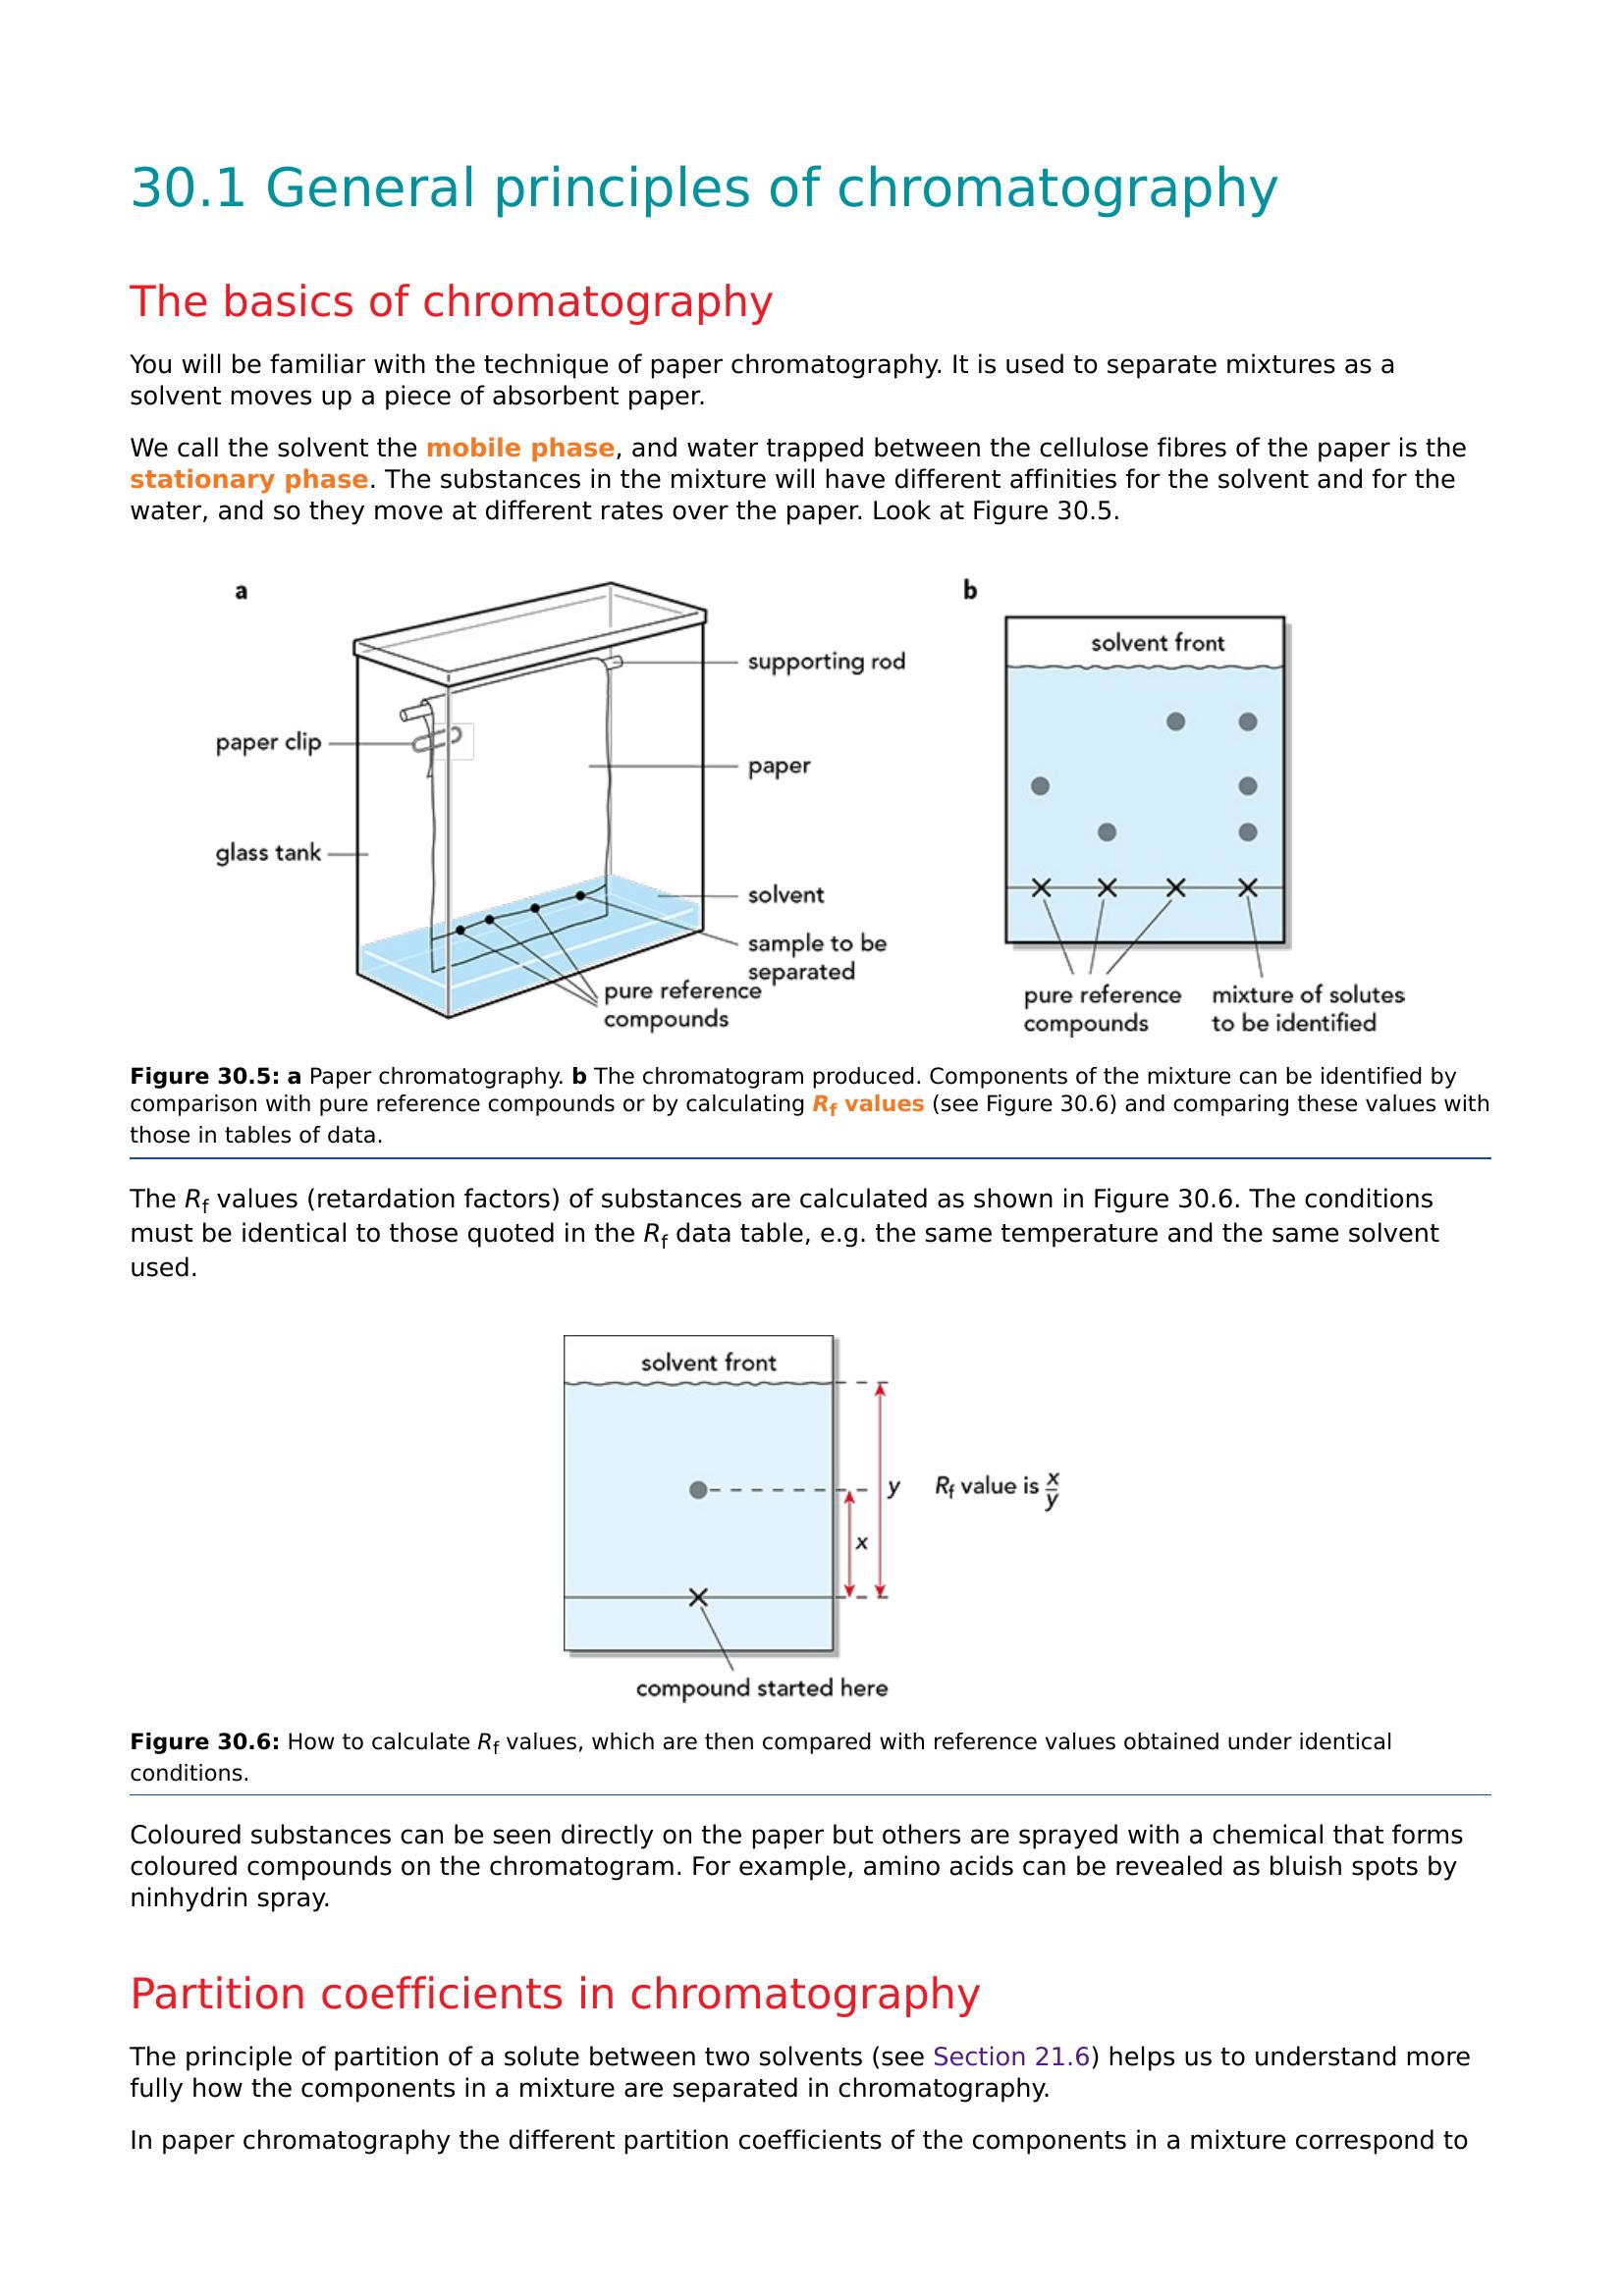 30.1 General principles of chromatography
The basics of chromatography
You will be familiar with the technique of paper chromatography. It is used to separate mixtures as a
solvent moves up a piece of absorbent paper.
We call the solvent the mobile phase, and water trapped between the cellulose fibres of the paper is the
stationary phase. The substances in the mixture will have different affinities for the solvent and for the
water, and so they move at different rates over the paper. Look at Figure 30.5.
a
supporting rod
paper clip
paper
glass tank
solvent
sample to be
separated
pure reference
compounds
b
solvent front
pure reference
compounds
mixture of solutes
to be identified
Figure 30.5: a Paper chromatography. b The chromatogram produced. Components of the mixture can be identified by
comparison with pure reference compounds or by calculating Rf values (see Figure 30.6) and comparing these values with
those in tables of data.
The Rf values (retardation factors) of substances are calculated as shown in Figure 30.6. The conditions
must be identical to those quoted in the Rf data table, e.g. the same temperature and the same solvent
used.
solvent front
y
Rf value is x/y
x
compound started here
Figure 30.6: How to calculate Rf values, which are then compared with reference values obtained under identical
conditions.
Coloured substances can be seen directly on the paper but others are sprayed with a chemical that forms
coloured compounds on the chromatogram. For example, amino acids can be revealed as bluish spots by
ninhydrin spray.
Partition coefficients in chromatography
The principle of partition of a solute between two solvents (see Section 21.6) helps us to understand more
fully how the components in a mixture are separated in chromatography.
In paper chromatography the different partition coefficients of the components in a mixture correspond to